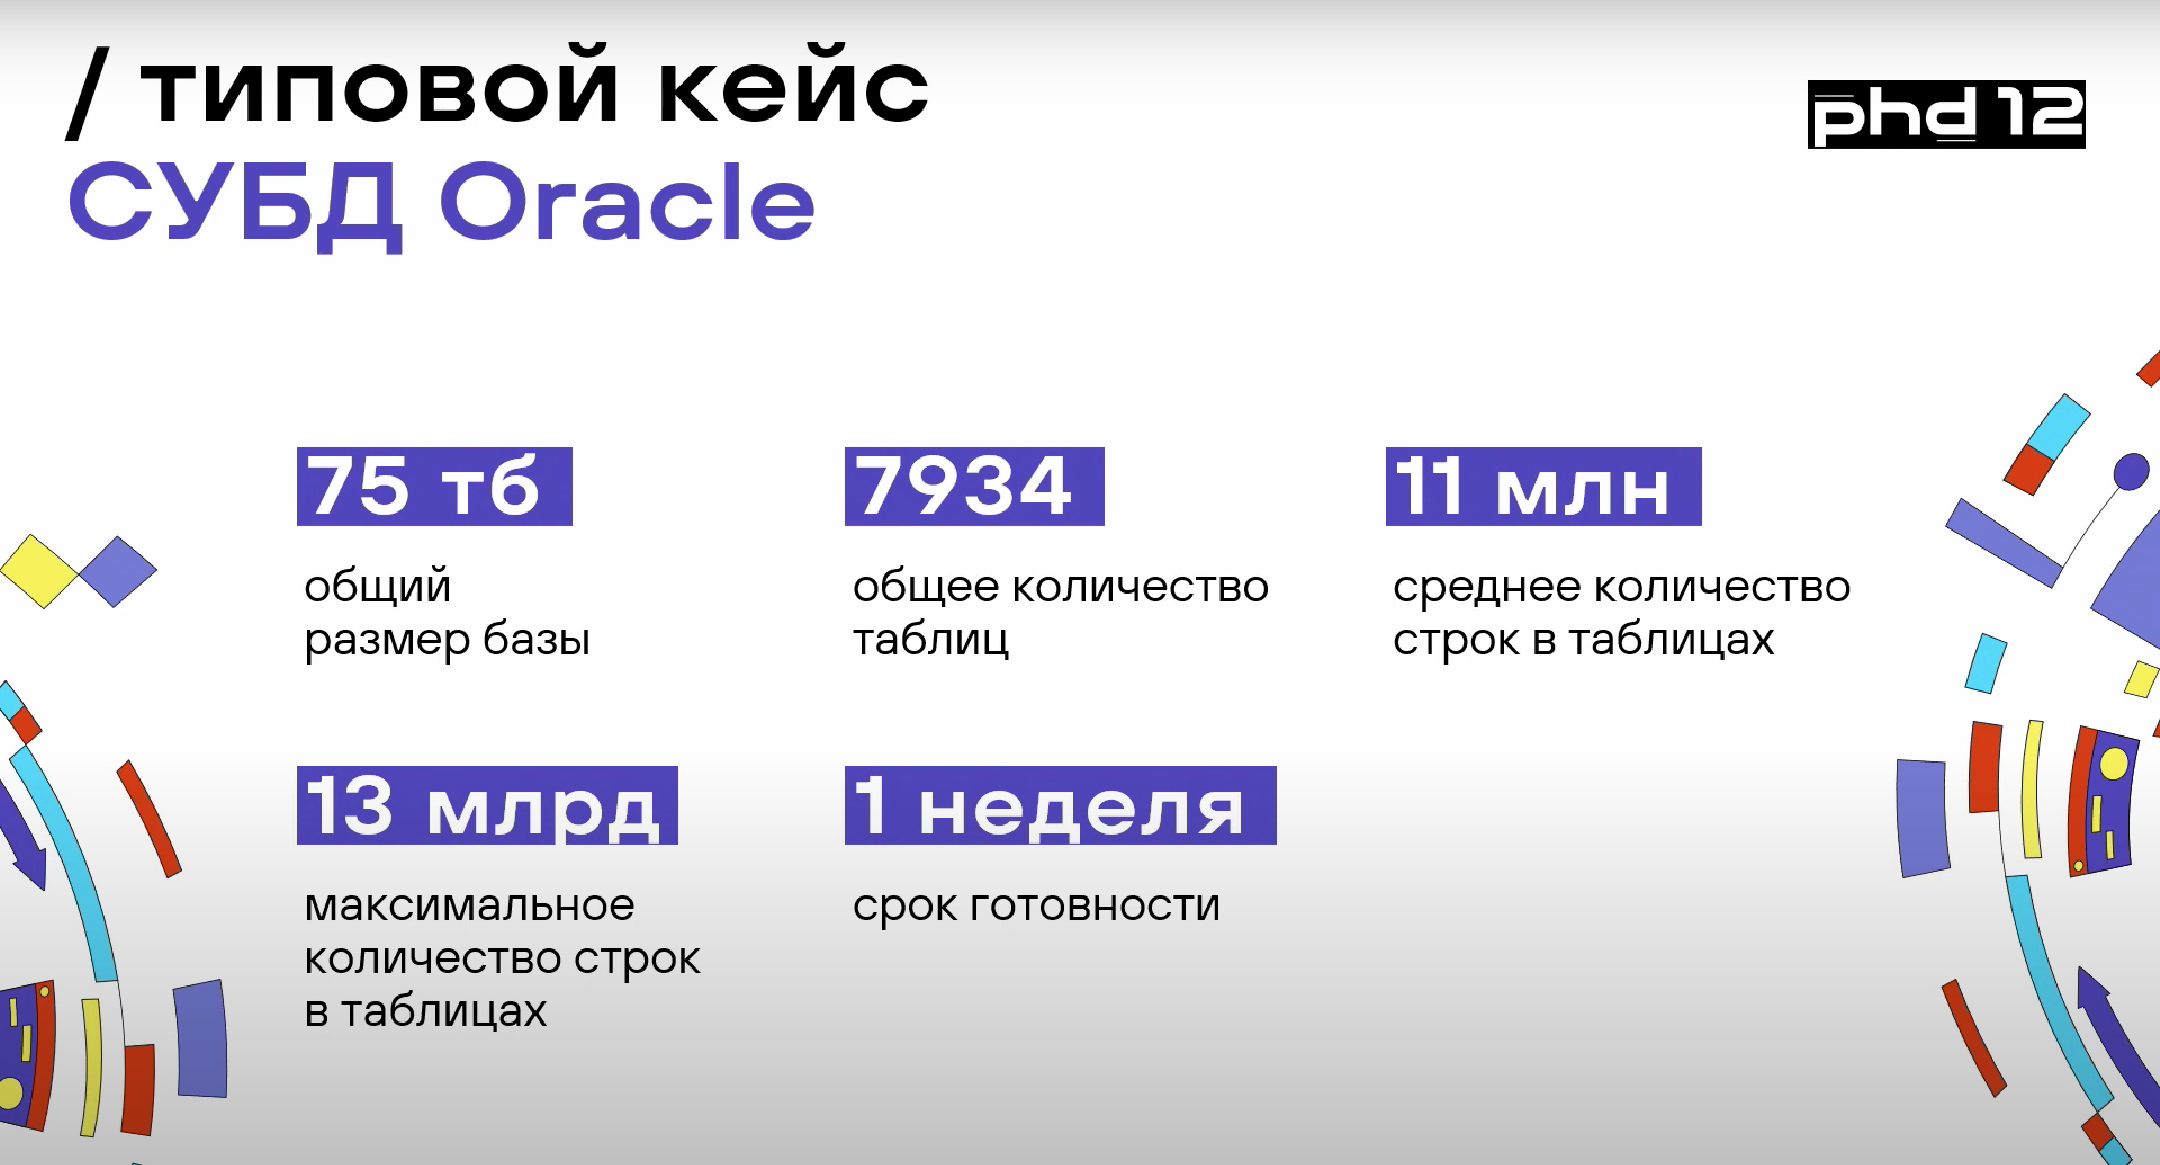 / типовой кейс
СУБД Oracle
phd 12
75 тб
общий
размер базы
7934
общее количество
таблиц
11 млн
среднее количество
строк в таблицах
13 млрд
максимальное
количество строк
в таблицах
1 неделя
срок готовности